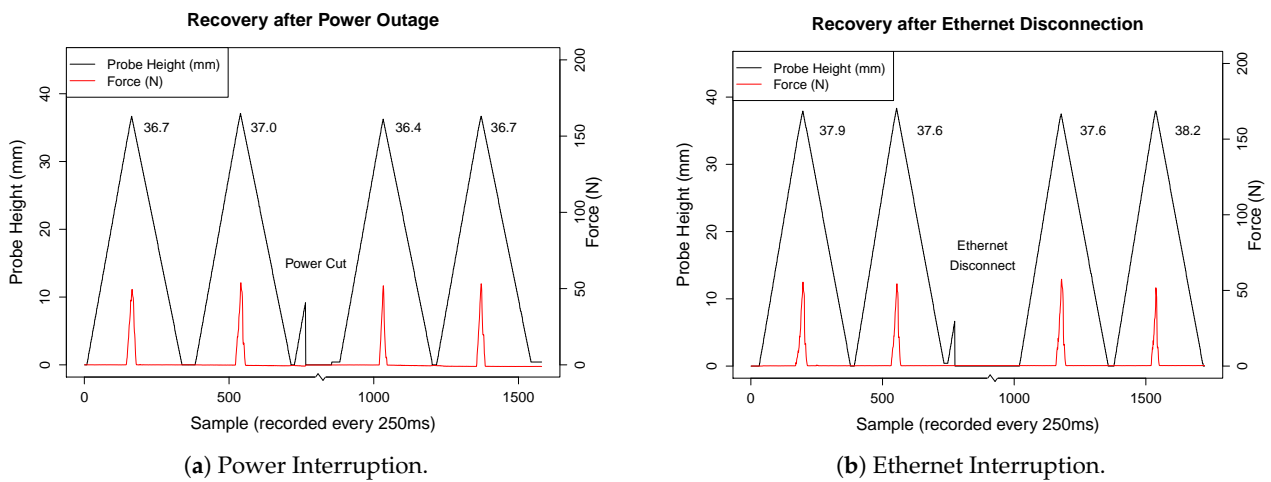 Recovery after Power Outage
Probe Height (mm)
Force (N)
36.7
37.0
36.4
36.7
Power Cut
Probe Height (mm)
0
10
20
30
40
Force (N)
0
50
100
150
200
0
500
1000
1500
Sample (recorded every 250ms)
(a) Power Interruption.
Recovery after Ethernet Disconnection
Probe Height (mm)
Force (N)
37.9
37.6
37.6
38.2
Ethernet
Disconnect
Probe Height (mm)
0
10
20
30
40
Force (N)
0
50
100
150
200
0
500
1000
1500
Sample (recorded every 250ms)
(b) Ethernet Interruption.